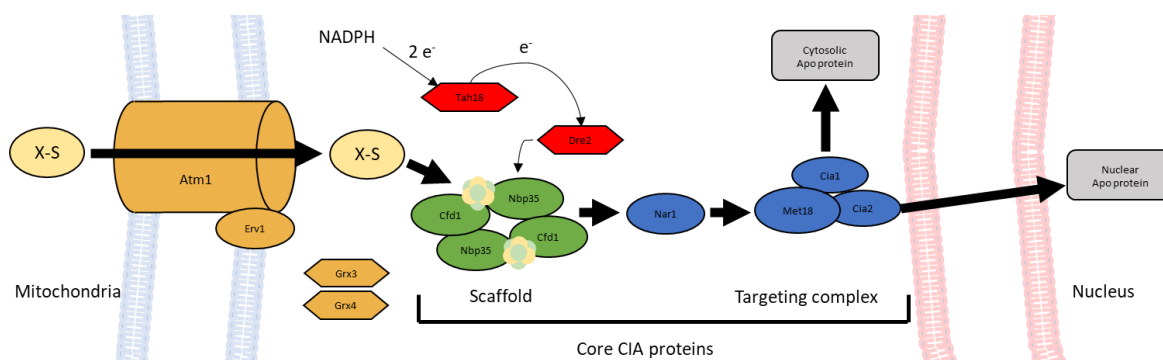 NADPH
2 e-
e-
Tah18
Dre2
Cytosolic
Apo protein
X-S
Atm1
Erv1
X-S
Cfd1
Nbp35
Nbp35
Cfd1
Nar1
Cia1
Met18
Cia2
Nuclear
Apo protein
Grx3
Grx4
Mitochondria
Scaffold
Targeting complex
Nucleus
Core CIA proteins